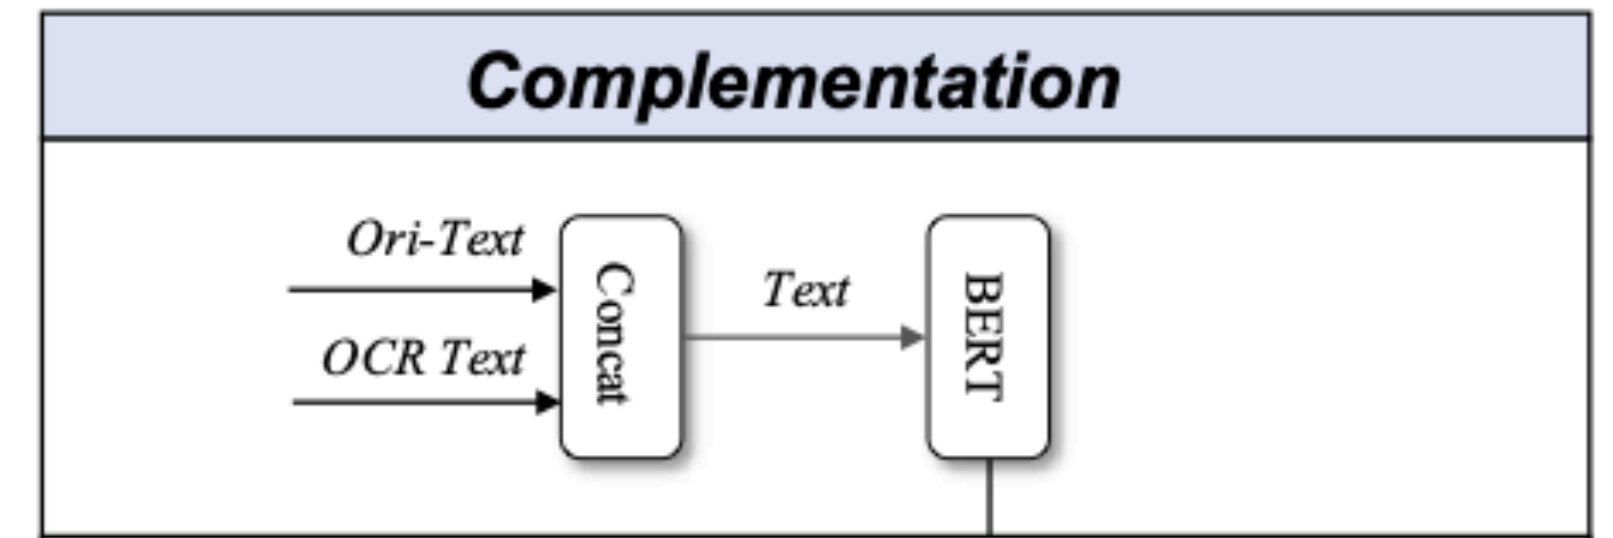 Complementation
Ori-Text
OCR Text
Concat
Text
BERT